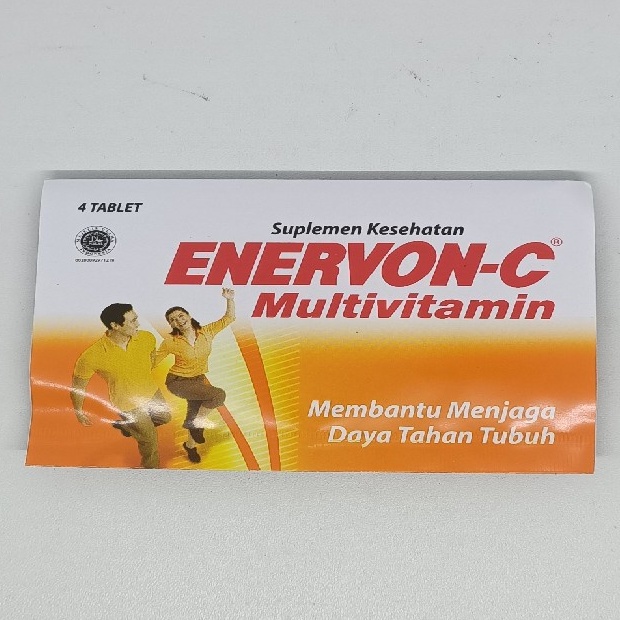 4 TABLET
Suplemen Kesehatan
ENERVON-C®
Multivitamin
Membantu Menjaga
Daya Tahan Tubuh